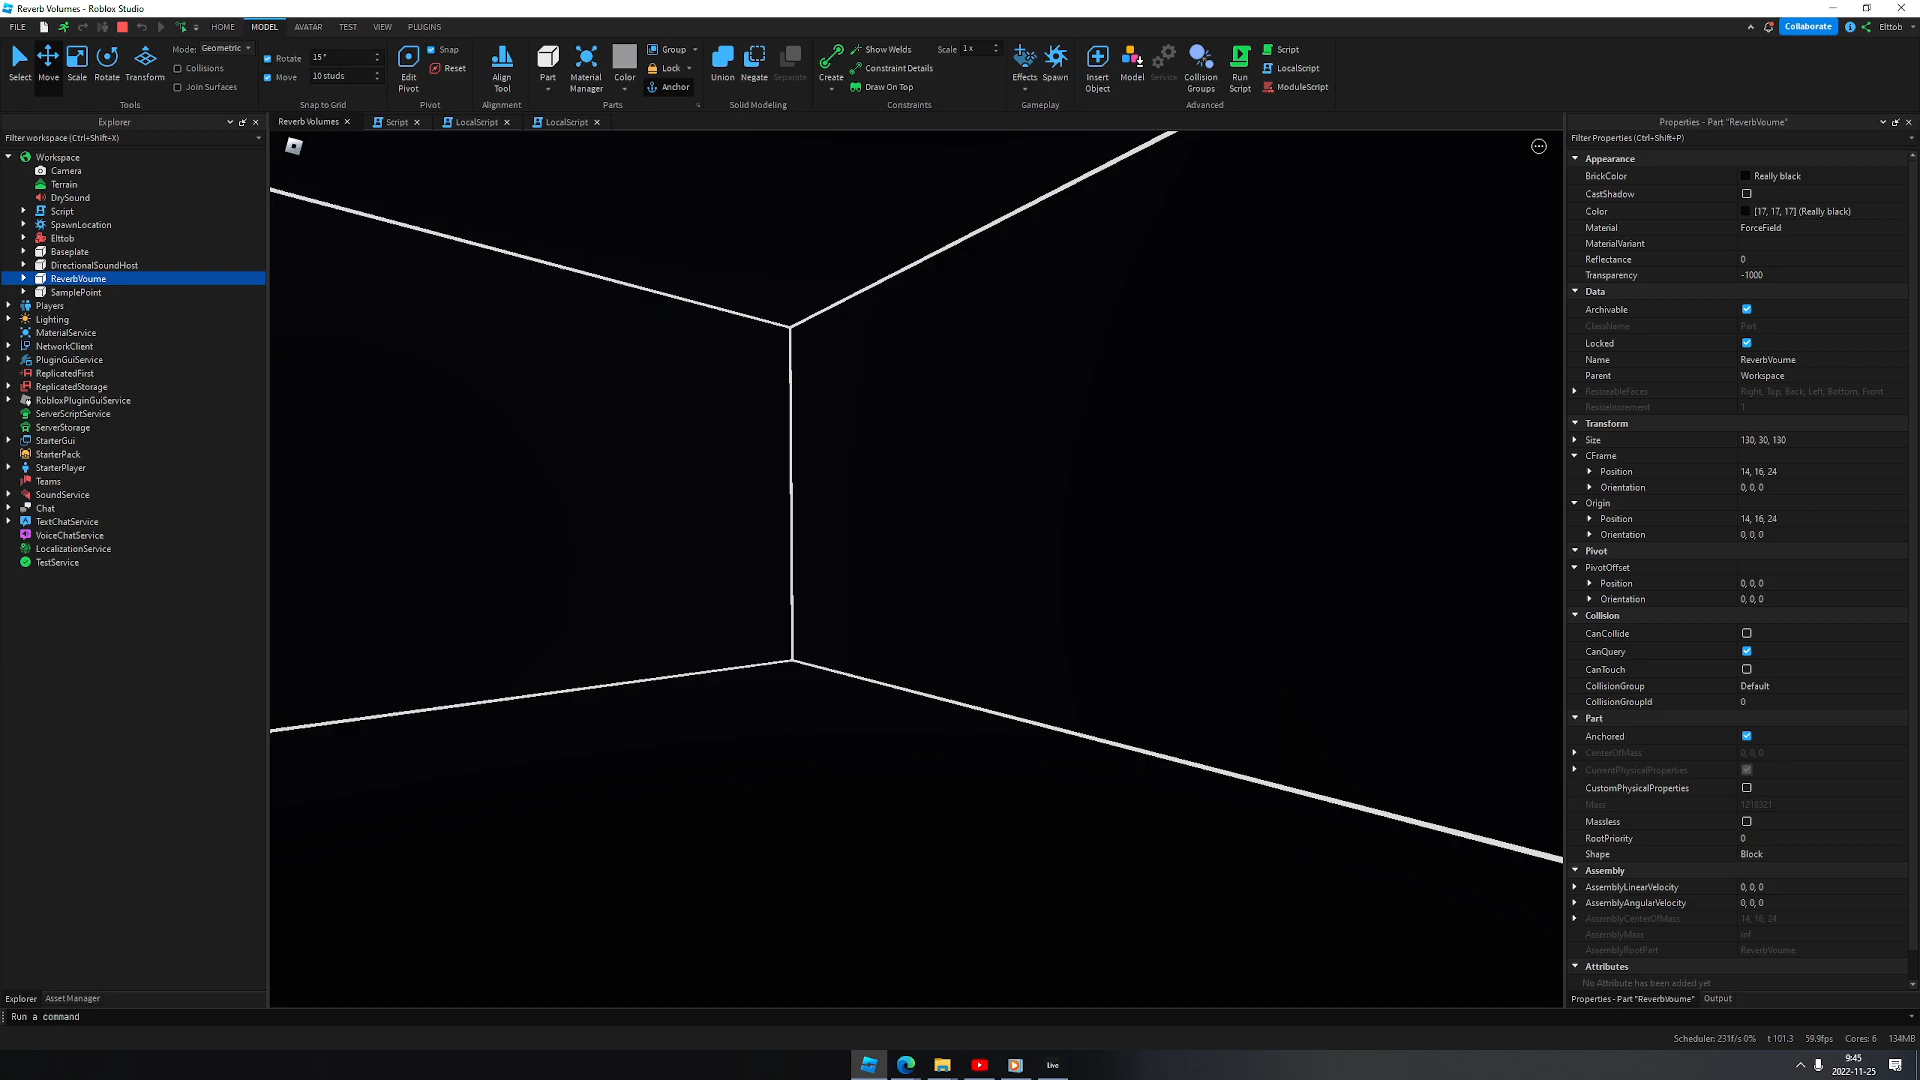 Reverb Volumes - Roblox Studio
FILE HOME MODEL AVATAR TEST VIEW PLUGINS Collaborate Elttob
Select Move Scale Rotate Transform
Mode: Geometric
Collisions
Join Surfaces
Tools
Rotate 15°
Move 10 studs
Snap to Grid
Edit Pivot
Snap
Reset
Pivot
Align Tool
Alignment
Part Material Manager Color
Group
Lock
Anchor
Parts
Union Negate Separate
Solid Modeling
Create
Show Welds
Constraint Details
Draw On Top
Scale 1x
Constraints
Effects Spawn
Gameplay
Insert Object Model Service Collision Groups Run Script
Script
LocalScript
ModuleScript
Advanced
Explorer
Filter workspace (Ctrl+Shift+X)
Workspace
Camera
Terrain
DrySound
Script
SpawnLocation
Elttob
Baseplate
DirectionalSoundHost
ReverbVoume
SamplePoint
Players
Lighting
MaterialService
NetworkClient
PluginGuiService
ReplicatedFirst
ReplicatedStorage
RobloxPluginGuiService
ServerScriptService
ServerStorage
StarterGui
StarterPack
StarterPlayer
Teams
SoundService
Chat
TextChatService
VoiceChatService
LocalizationService
TestService
Explorer Asset Manager
Reverb Volumes Script LocalScript LocalScript
Properties - Part "ReverbVoume"
Filter Properties (Ctrl+Shift+P)
Appearance
BrickColor Really black
CastShadow
Color [17, 17, 17] (Really black)
Material ForceField
MaterialVariant
Reflectance 0
Transparency -1000
Data
Archivable
ClassName Part
Locked
Name ReverbVoume
Parent Workspace
ResizeableFaces Right, Top, Back, Left, Bottom, Front
ResizeIncrement 1
Transform
Size 130, 30, 130
CFrame
Position 14, 16, 24
Orientation 0, 0, 0
Origin
Position 14, 16, 24
Orientation 0, 0, 0
Pivot
PivotOffset
Position 0, 0, 0
Orientation 0, 0, 0
Collision
CanCollide
CanQuery
CanTouch
CollisionGroup Default
CollisionGroupId 0
Part
Anchored
CenterOfMass 0, 0, 0
CurrentPhysicalProperties
CustomPhysicalProperties
Mass 1218321
Massless
RootPriority 0
Shape Block
Assembly
AssemblyLinearVelocity 0, 0, 0
AssemblyAngularVelocity 0, 0, 0
AssemblyCenterOfMass 14, 16, 24
AssemblyMass inf
AssemblyRootPart ReverbVoume
Attributes
No Attribute has been added yet
Properties - Part "ReverbVoume" Output
Run a command
Scheduler: 231f/s 0% t 101.3 59.9fps Cores: 6 134MB
Live
9:45
2022-11-25